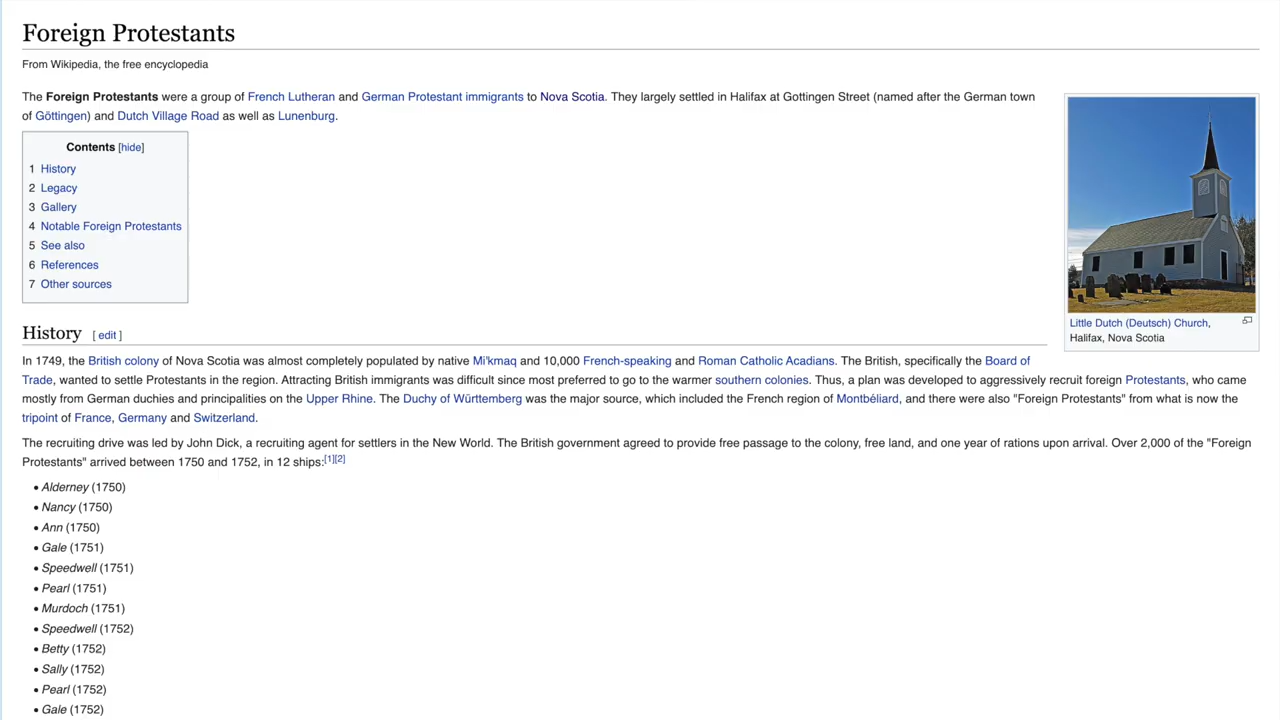 Foreign Protestants
From Wikipedia, the free encyclopedia
The Foreign Protestants were a group of French Lutheran and German Protestant immigrants to Nova Scotia. They largely settled in Halifax at Gottingen Street (named after the German town
of Göttingen) and Dutch Village Road as well as Lunenburg.
Contents [hide]
1 History
2 Legacy
3 Gallery
4 Notable Foreign Protestants
5 See also
6 References
7 Other sources
Little Dutch (Deutsch) Church,
Halifax, Nova Scotia
History [ edit ]
In 1749, the British colony of Nova Scotia was almost completely populated by native Mi'kmaq and 10,000 French-speaking and Roman Catholic Acadians. The British, specifically the Board of
Trade, wanted to settle Protestants in the region. Attracting British immigrants was difficult since most preferred to go to the warmer southern colonies. Thus, a plan was developed to aggressively recruit foreign Protestants, who came
mostly from German duchies and principalities on the Upper Rhine. The Duchy of Württemberg was the major source, which included the French region of Montbéliard, and there were also "Foreign Protestants" from what is now the
tripoint of France, Germany and Switzerland.
The recruiting drive was led by John Dick, a recruiting agent for settlers in the New World. The British government agreed to provide free passage to the colony, free land, and one year of rations upon arrival. Over 2,000 of the "Foreign
Protestants" arrived between 1750 and 1752, in 12 ships:[1][2]
• Alderney (1750)
• Nancy (1750)
• Ann (1750)
• Gale (1751)
• Speedwell (1751)
• Pearl (1751)
• Murdoch (1751)
• Speedwell (1752)
• Betty (1752)
• Sally (1752)
• Pearl (1752)
• Gale (1752)